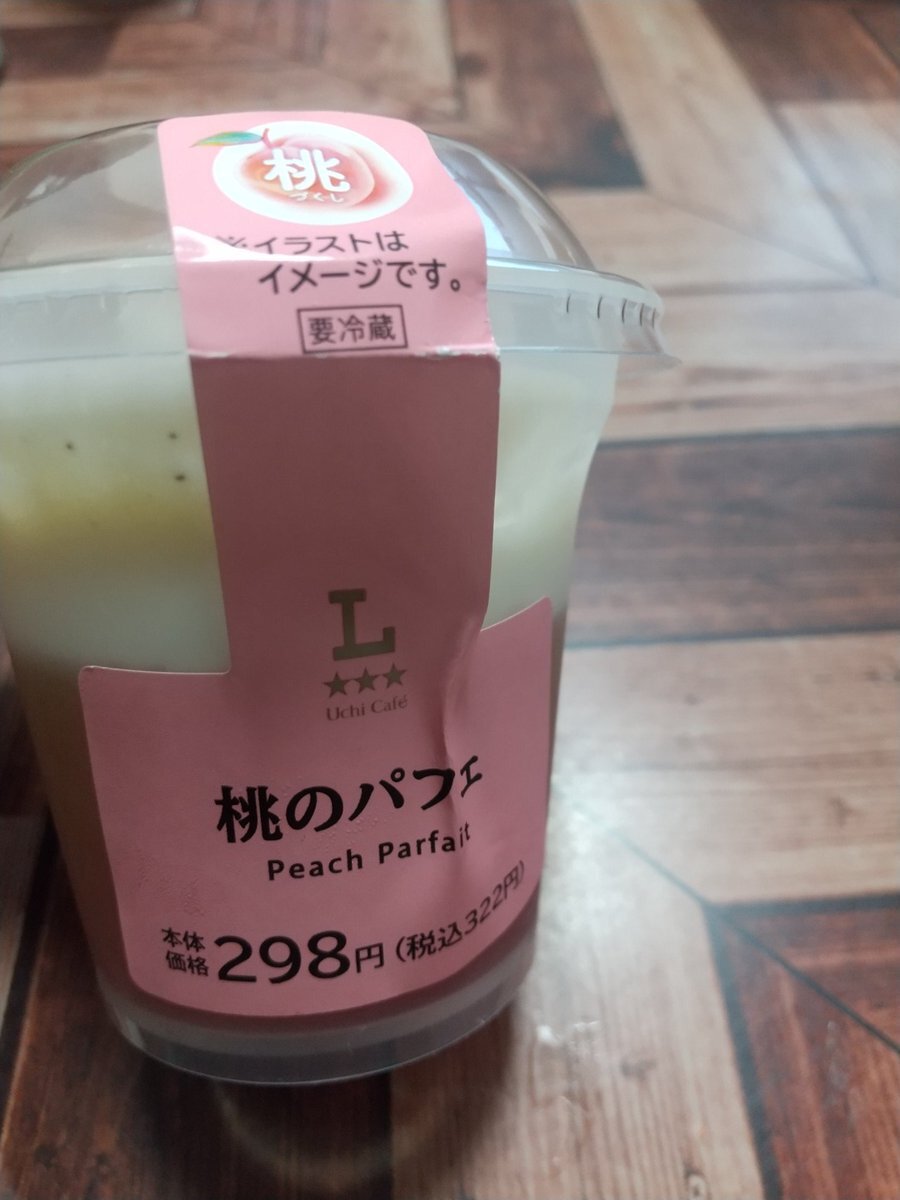 桃
づくし
※イラストは
イメージです。
要冷蔵
L
★★★
Uchi Café
桃のパフェ
Peach Parfait
本体
価格 298円 (税込322円)